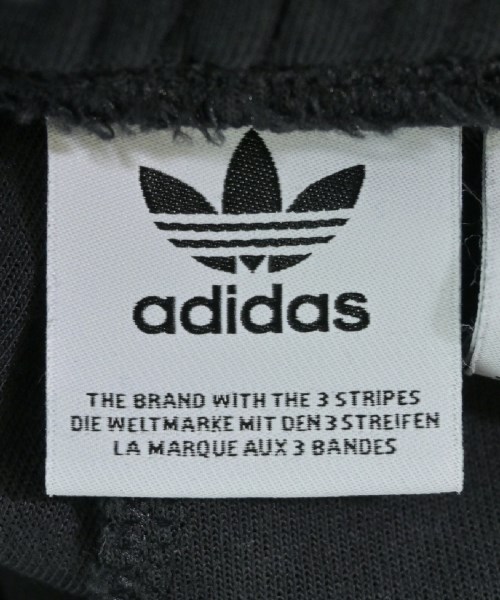 adidas
THE BRAND WITH THE 3 STRIPES
DIE WELTMARKE MIT DEN 3 STREIFEN
LA MARQUE AUX 3 BANDES